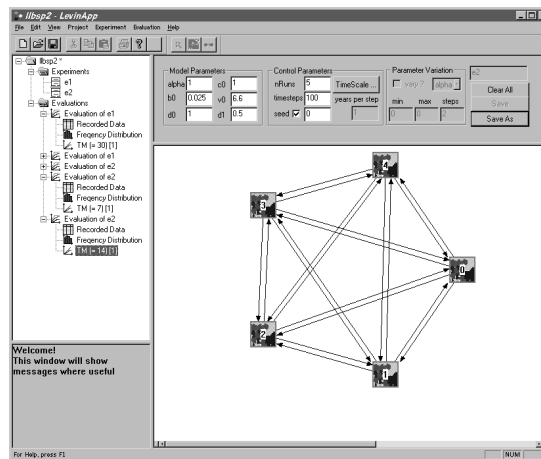 llbsp2 - LevinApp
File Edit View Project Experiment Evaluation Help
llbsp2 *
Experiments
e1
e2
Evaluations
Evaluation of e1
Recorded Data
Freqency Distribution
TM (= 30) [1]
Evaluation of e1
Evaluation of e2
Evaluation of e2
Recorded Data
Freqency Distribution
TM (= 7) [1]
Evaluation of e2
Recorded Data
Freqency Distribution
TM (= 14) [1]
Model Parameters
alpha 1 c0 1
b0 0.025 v0 6.6
d0 1 d1 0.5
Control Parameters
nRuns 5 TimeScale ...
timesteps 100 years per step
seed 0 1
Parameter Variation
vary ? alpha
min max steps
0 0 2
e2
Clear All
Save
Save As
4
3
0
2
1
Welcome!
This window will show
messages where useful
For Help, press F1
NUM